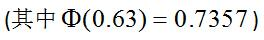 (其中 Φ(0.63) = 0.7357)